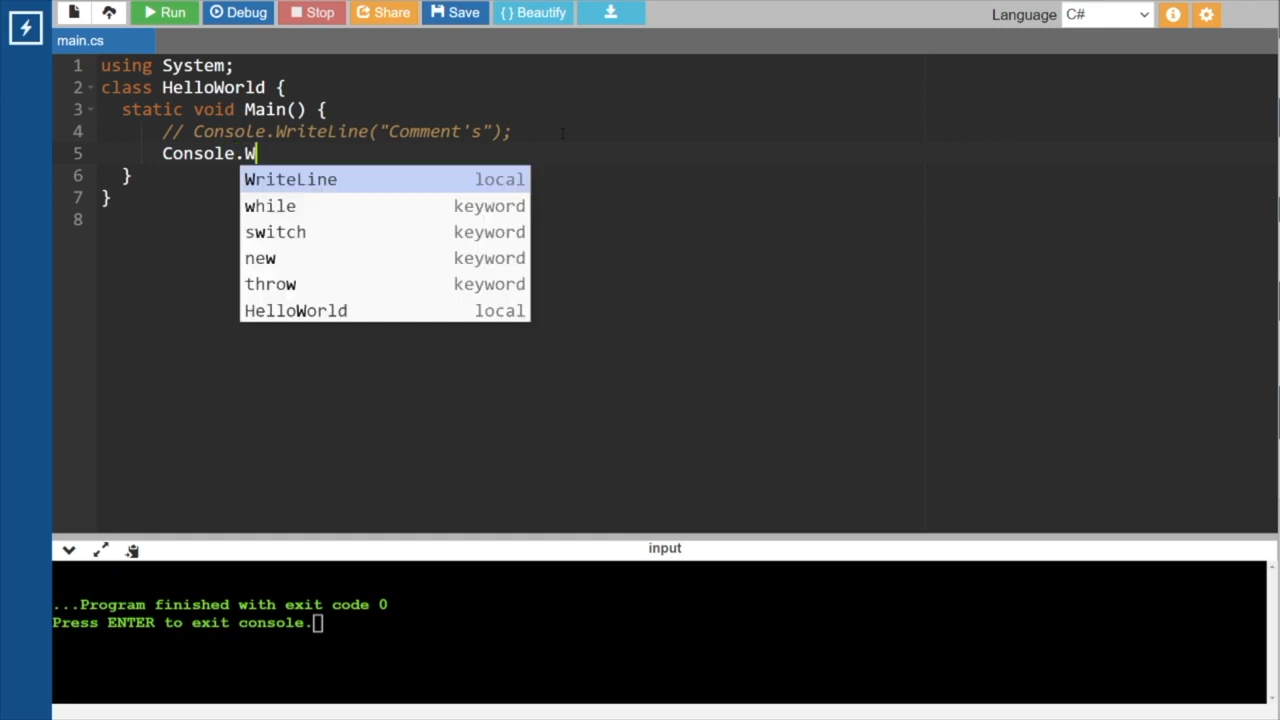 Run Debug Stop Share Save { } Beautify Language C#
main.cs
1 using System;
2 class HelloWorld {
3 static void Main() {
4 // Console.WriteLine("Comment's");
5 Console.W
6 }
7 }
8
WriteLine local
while keyword
switch keyword
new keyword
throw keyword
HelloWorld local
input
...Program finished with exit code 0
Press ENTER to exit console.